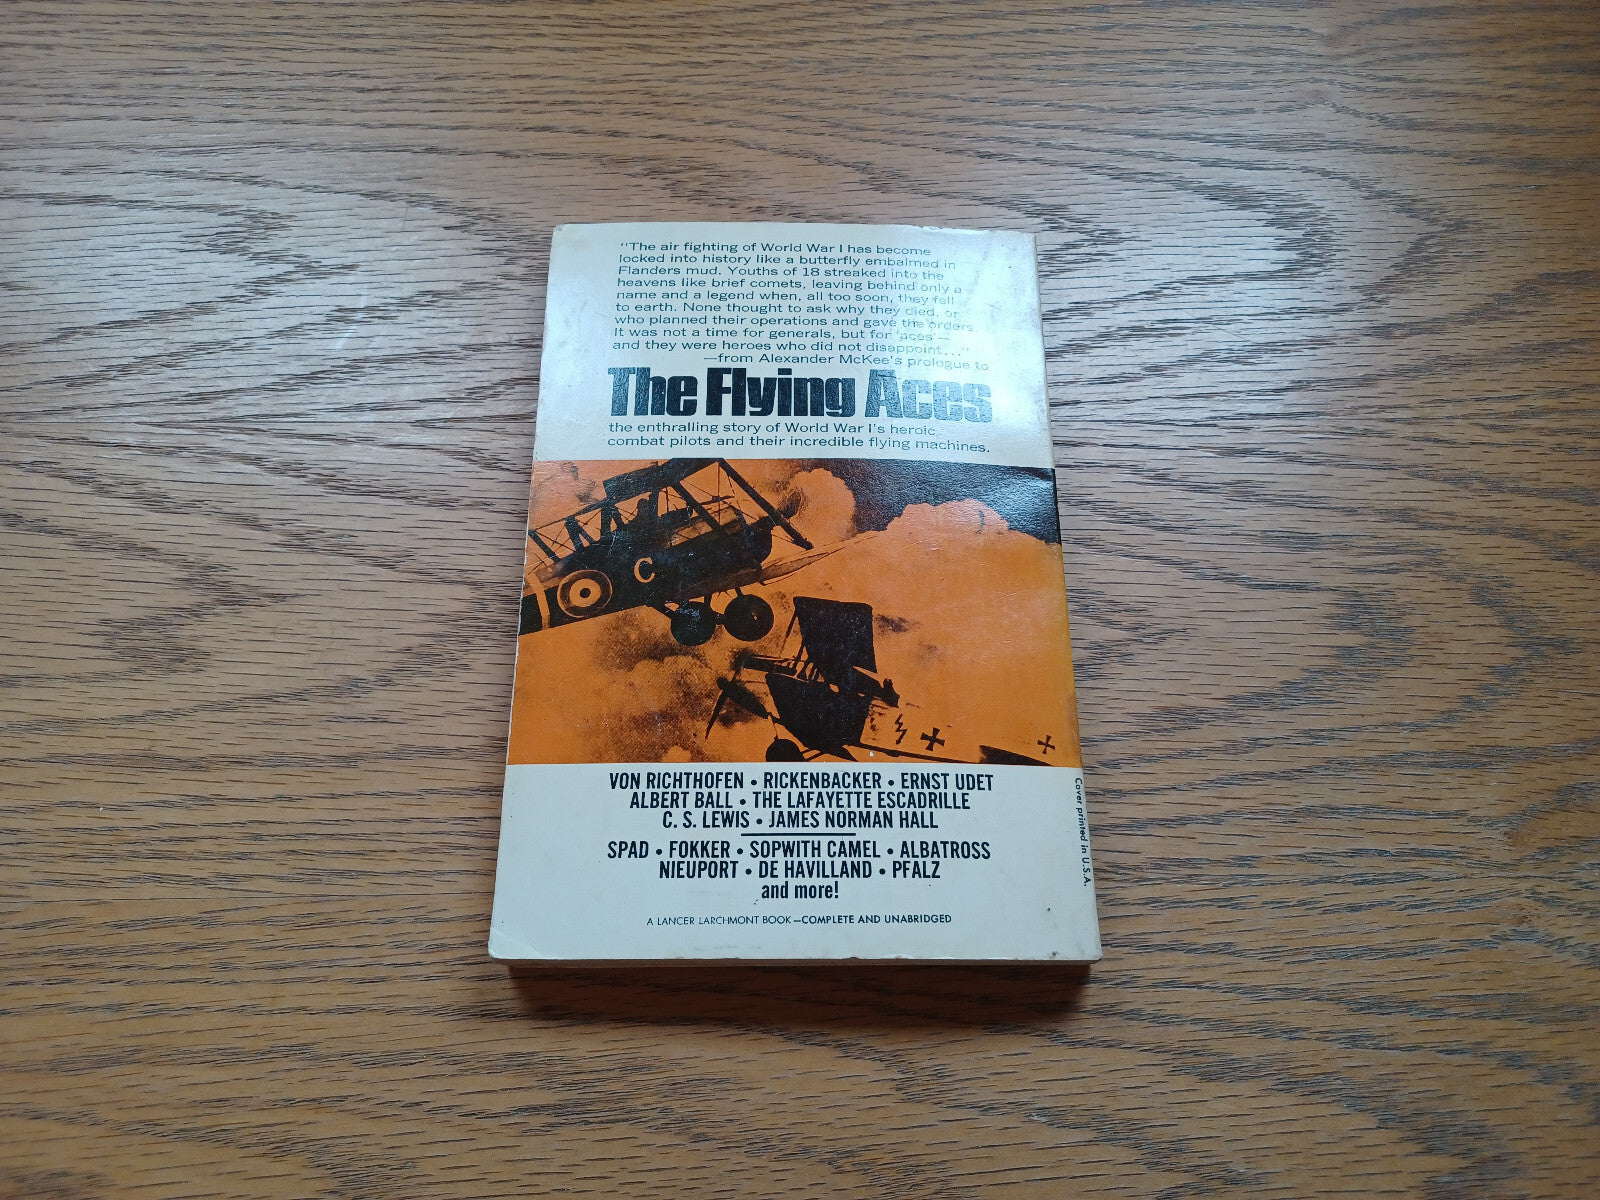 "The air fighting of World War I has become
locked into history like a butterfly embalmed in
Flanders mud. Youths of 18 streaked into the
heavens like brief comets, leaving behind only a
name and a legend when, all too soon, they fell
to earth. None thought to ask why they died, or
who planned their operations and gave the orders.
It was not a time for generals, but for 'aces'—
and they were heroes who did not disappoint..."
—from Alexander McKee's prologue to
The Flying Aces
the enthralling story of World War I's heroic
combat pilots and their incredible flying machines.
C
VON RICHTHOFEN • RICKENBACKER • ERNST UDET
ALBERT BALL • THE LAFAYETTE ESCADRILLE
C. S. LEWIS • JAMES NORMAN HALL
SPAD • FOKKER • SOPWITH CAMEL • ALBATROSS
NIEUPORT • DE HAVILLAND • PFALZ
and more!
A LANCER LARCHMONT BOOK—COMPLETE AND UNABRIDGED
Cover printed in U.S.A.